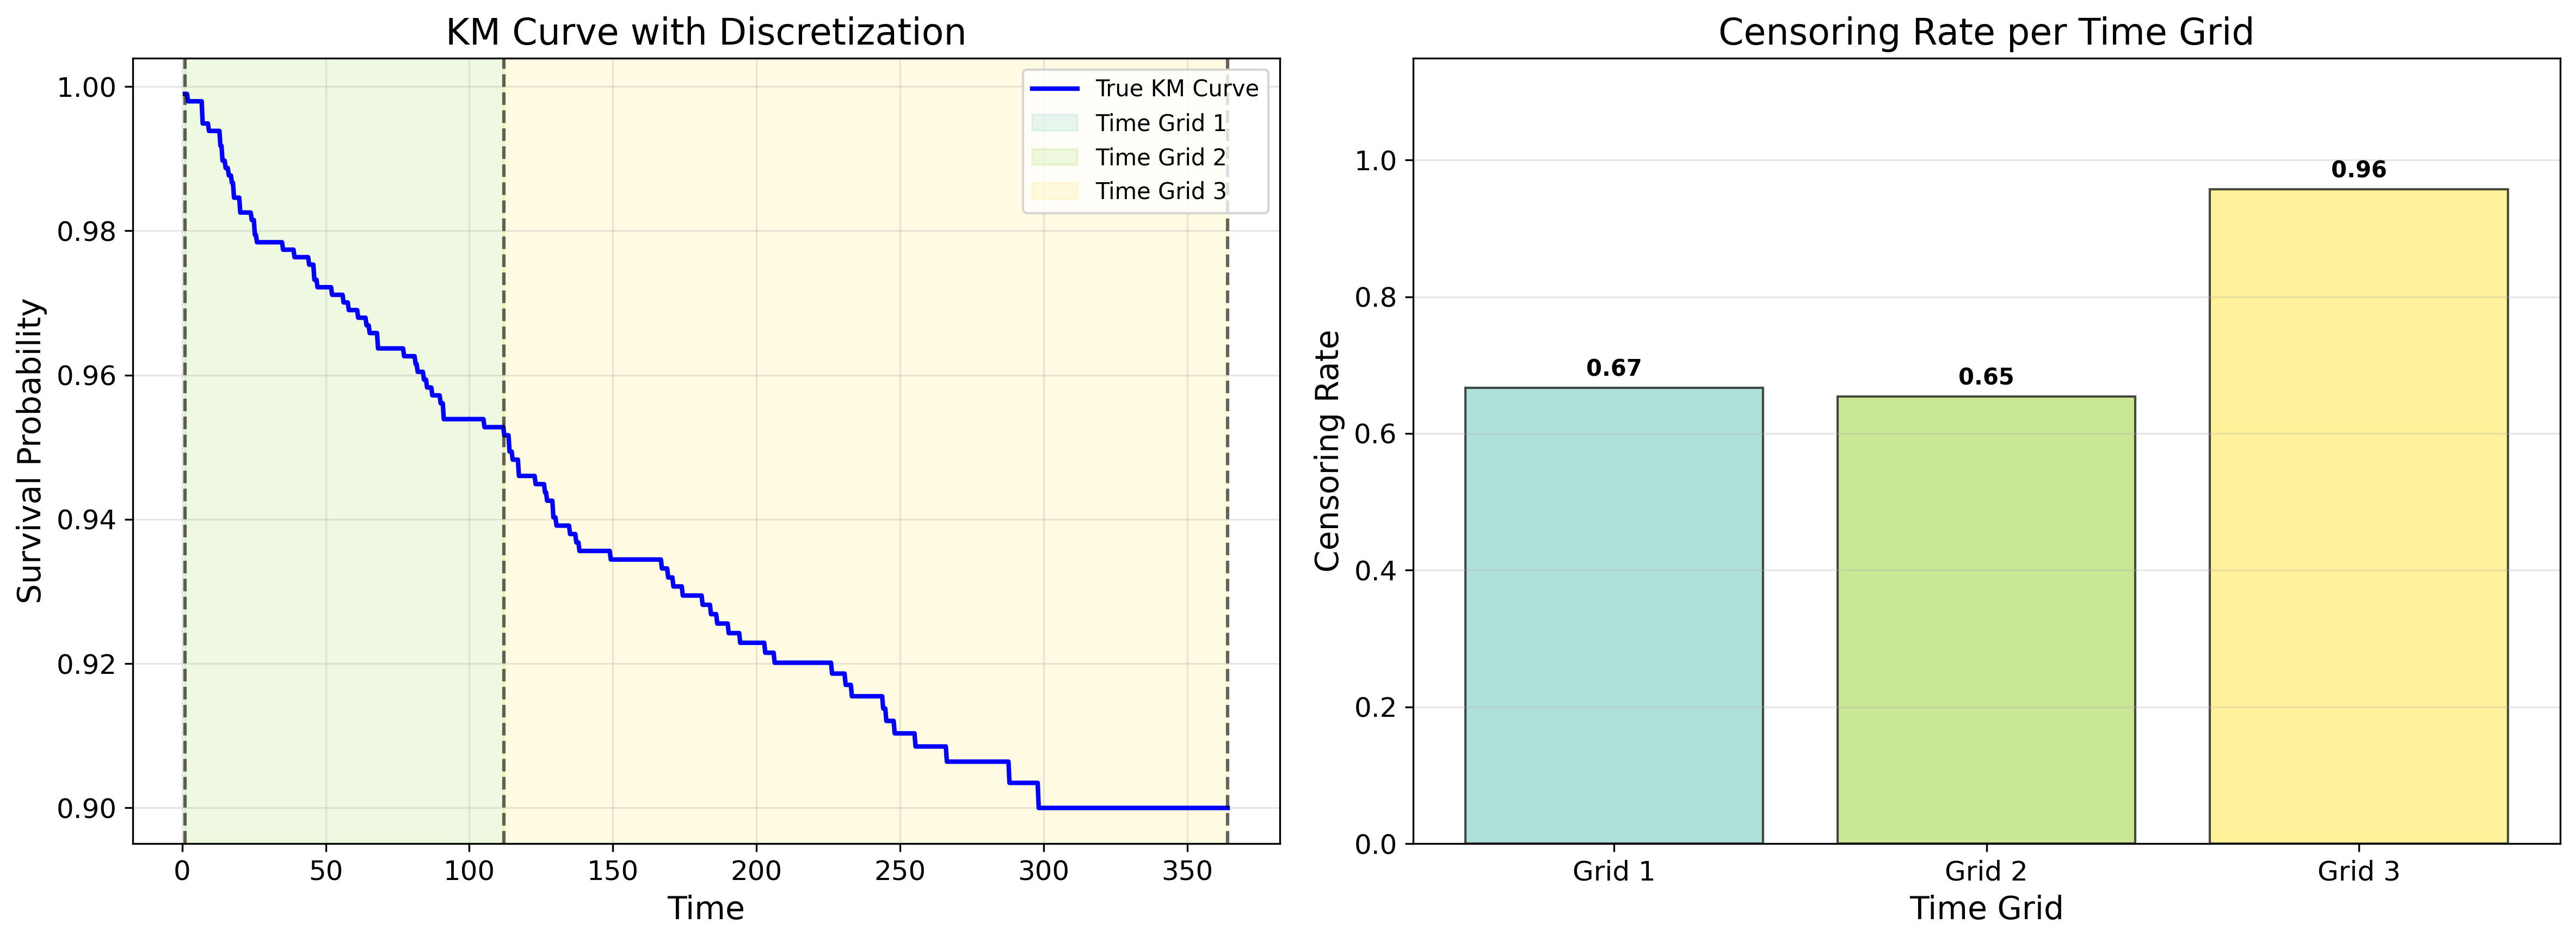 KM Curve with Discretization
Survival Probability
1.00
0.98
0.96
0.94
0.92
0.90
True KM Curve
Time Grid 1
Time Grid 2
Time Grid 3
0 50 100 150 200 250 300 350
Time
Censoring Rate per Time Grid
Censoring Rate
1.0
0.8
0.6
0.4
0.2
0.0
0.67
0.65
0.96
Grid 1 Grid 2 Grid 3
Time Grid